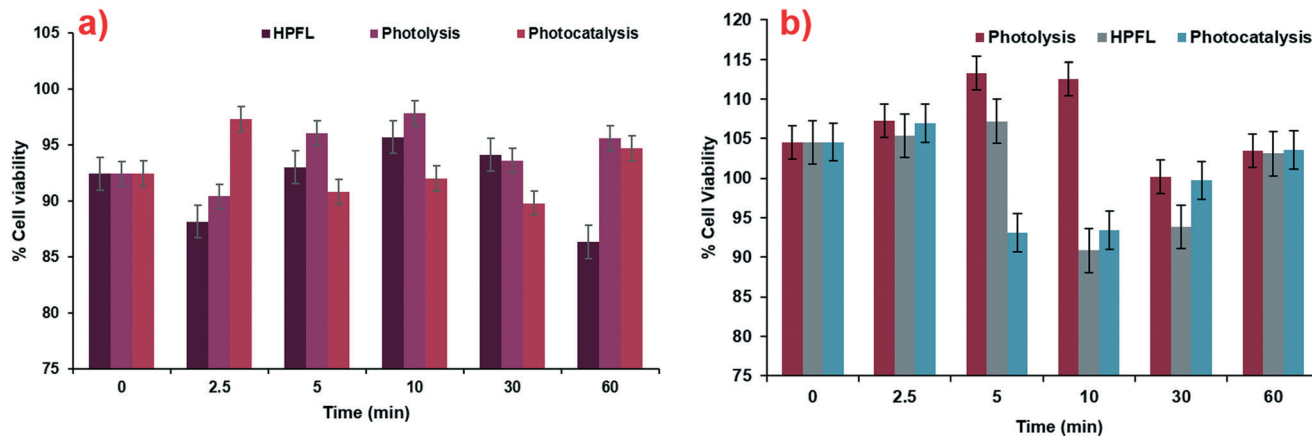 a)
HPFL Photolysis Photocatalysis
% Cell viability
105
100
95
90
85
80
75
0 2.5 5 10 30 60
Time (min)
b)
Photolysis HPFL Photocatalysis
% Cell Viability
120
115
110
105
100
95
90
85
80
75
0 2.5 5 10 30 60
Time (min)